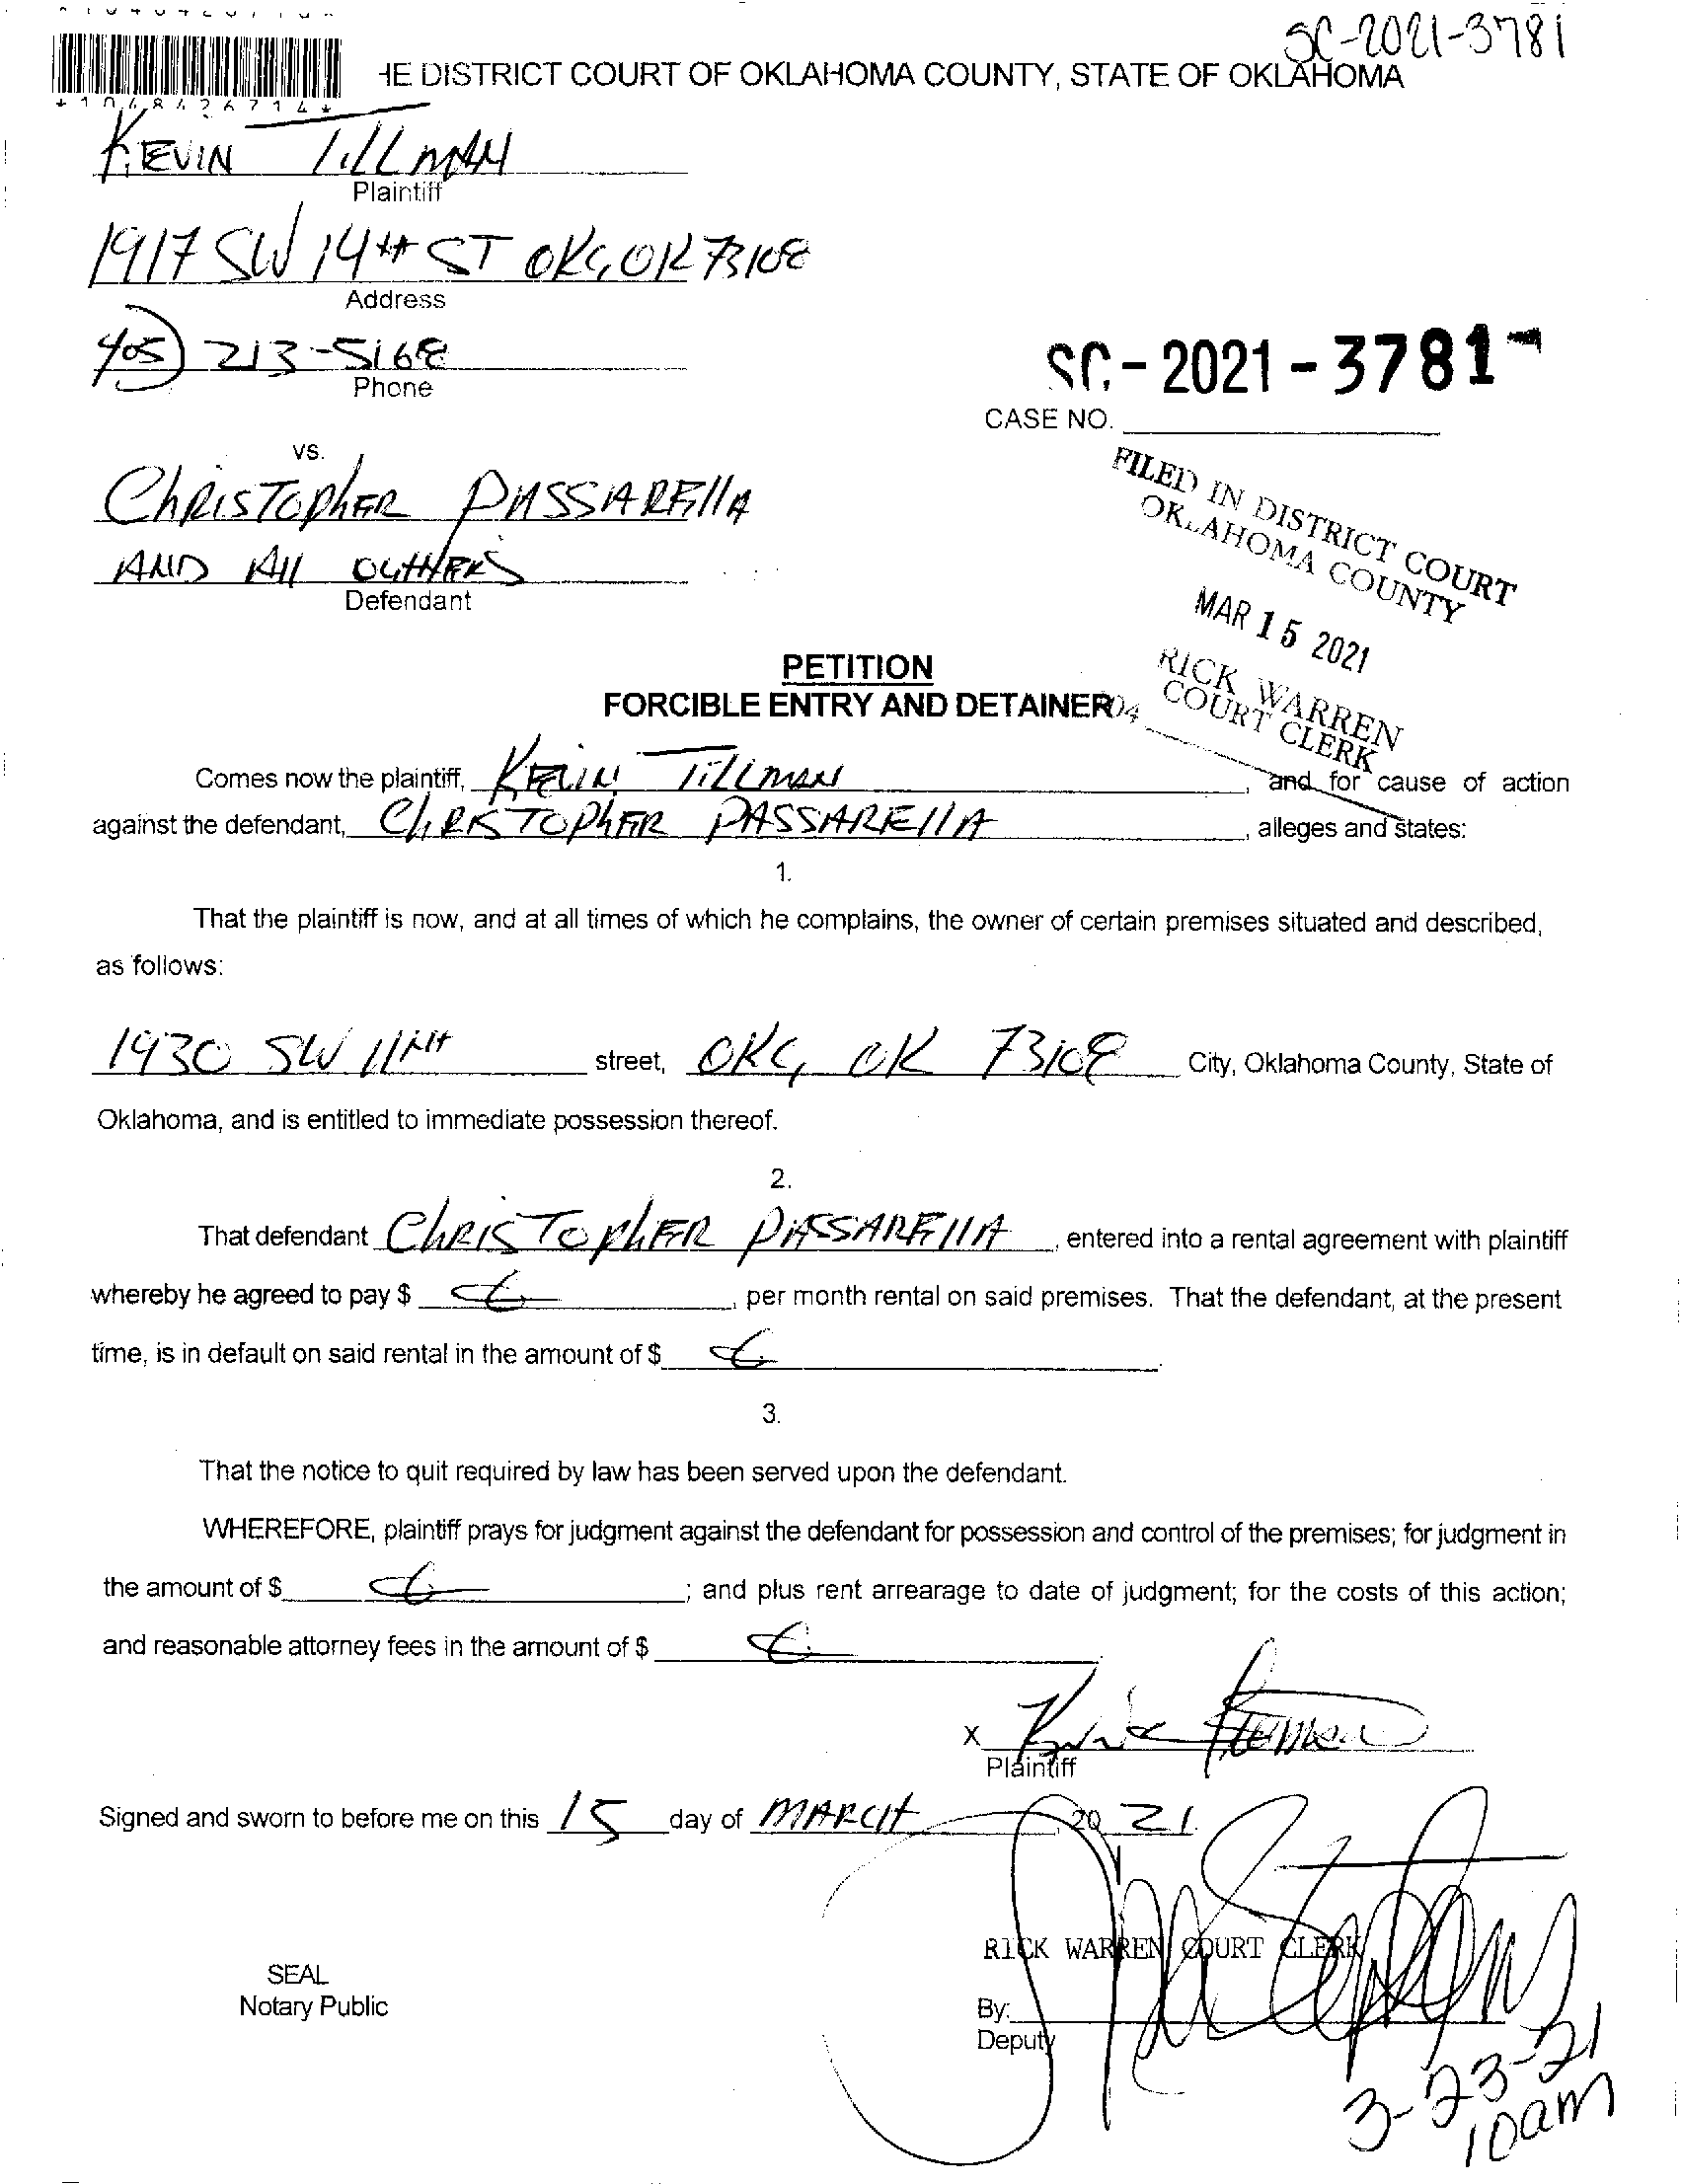 SC-2021-3781
HE DISTRICT COURT OF OKLAHOMA COUNTY, STATE OF OKLAHOMA
*1048426714*
KEVIN TILLMAN
Plaintiff
1917 SW 14th ST OKC, OK 73108
Address
405) 213-5168
Phone
SC-2021-3781
CASE NO.
vs.
ChRISTophER PASSAREllA
AND All OUTHERS
Defendant
FILED IN DISTRICT COURT
OKLAHOMA COUNTY
MAR 15 2021
RICK WARREN
COURT CLERK
04
PETITION
FORCIBLE ENTRY AND DETAINER
Comes now the plaintiff, KEVIN TILLMAN, and for cause of action
against the defendant, ChRISTOPhER PASSAREllA, alleges and states:
1.
That the plaintiff is now, and at all times of which he complains, the owner of certain premises situated and described,
as follows:
1930 SW 11th street, OKC, OK 73108 City, Oklahoma County, State of
Oklahoma, and is entitled to immediate possession thereof.
2.
That defendant ChRISTophER PASSAREllA, entered into a rental agreement with plaintiff
whereby he agreed to pay $, per month rental on said premises. That the defendant, at the present
time, is in default on said rental in the amount of $.
3.
That the notice to quit required by law has been served upon the defendant.
WHEREFORE, plaintiff prays for judgment against the defendant for possession and control of the premises; for judgment in
the amount of $; and plus rent arrearage to date of judgment; for the costs of this action;
and reasonable attorney fees in the amount of $.
X
Plaintiff
Signed and sworn to before me on this 15 day of MARCH, 20 21.
RICK WARREN COURT CLERK
SEAL
Notary Public
By:
Deputy
3-23-21
10am